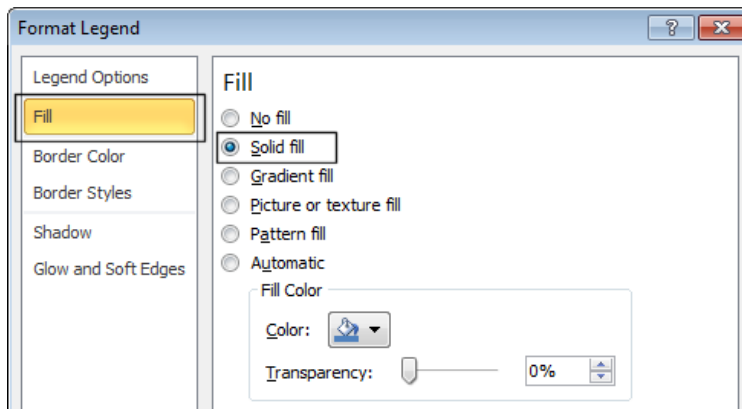 Format Legend
Legend Options
Fill
Border Color
Border Styles
Shadow
Glow and Soft Edges
Fill
No fill
Solid fill
Gradient fill
Picture or texture fill
Pattern fill
Automatic
Fill Color
Color:
Transparency: 0%